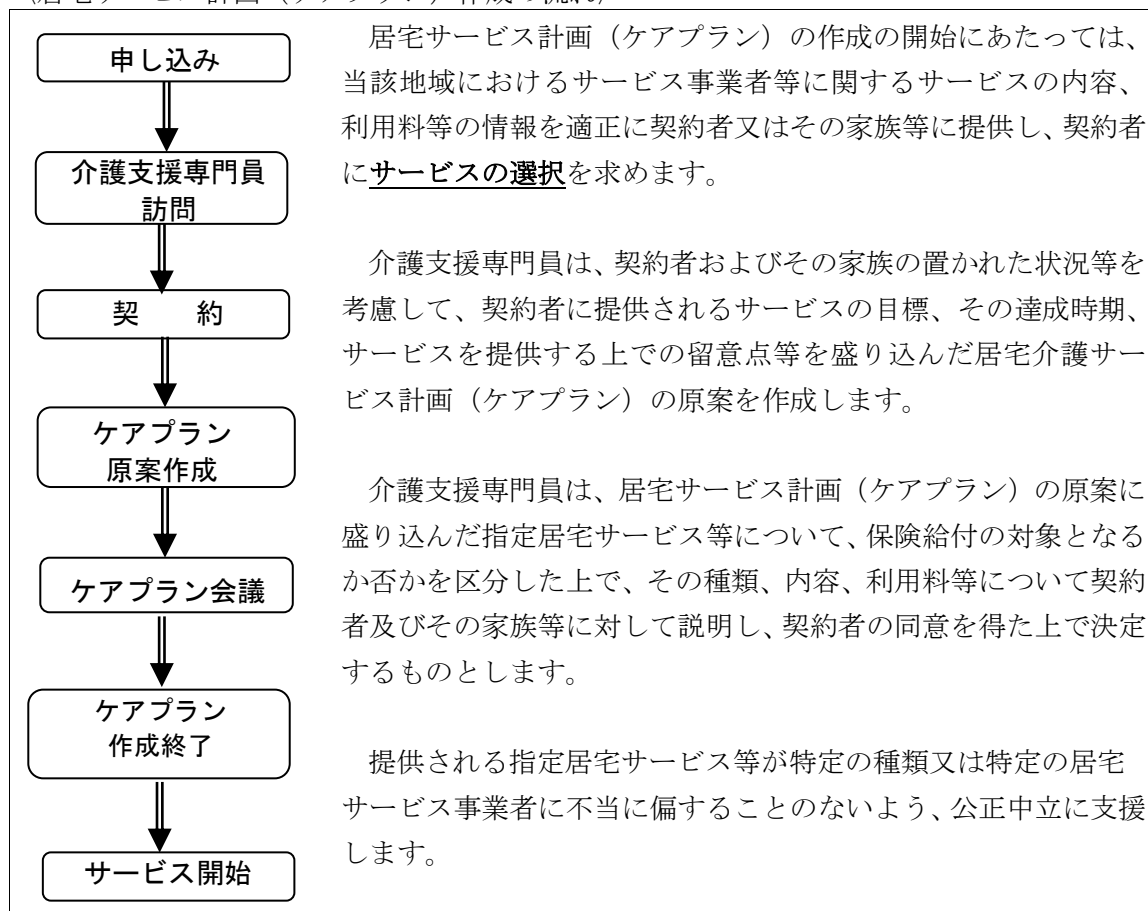 申し込み
介護支援専門員
訪問
契　　約
ケアプラン
原案作成
ケアプラン会議
ケアプラン
作成終了
サービス開始
居宅サービス計画（ケアプラン）の作成の開始にあたっては、
当該地域におけるサービス事業者等に関するサービスの内容、
利用料等の情報を適正に契約者又はその家族等に提供し、契約者
にサービスの選択を求めます。
介護支援専門員は、契約者およびその家族の置かれた状況等を
考慮して、契約者に提供されるサービスの目標、その達成時期、
サービスを提供する上での留意点等を盛り込んだ居宅介護サー
ビス計画（ケアプラン）の原案を作成します。
介護支援専門員は、居宅サービス計画（ケアプラン）の原案に
盛り込んだ指定居宅サービス等について、保険給付の対象となる
か否かを区分した上で、その種類、内容、利用料等について契約
者及びその家族等に対して説明し、契約者の同意を得た上で決定
するものとします。
提供される指定居宅サービス等が特定の種類又は特定の居宅
サービス事業者に不当に偏することのないよう、公正中立に支援
します。